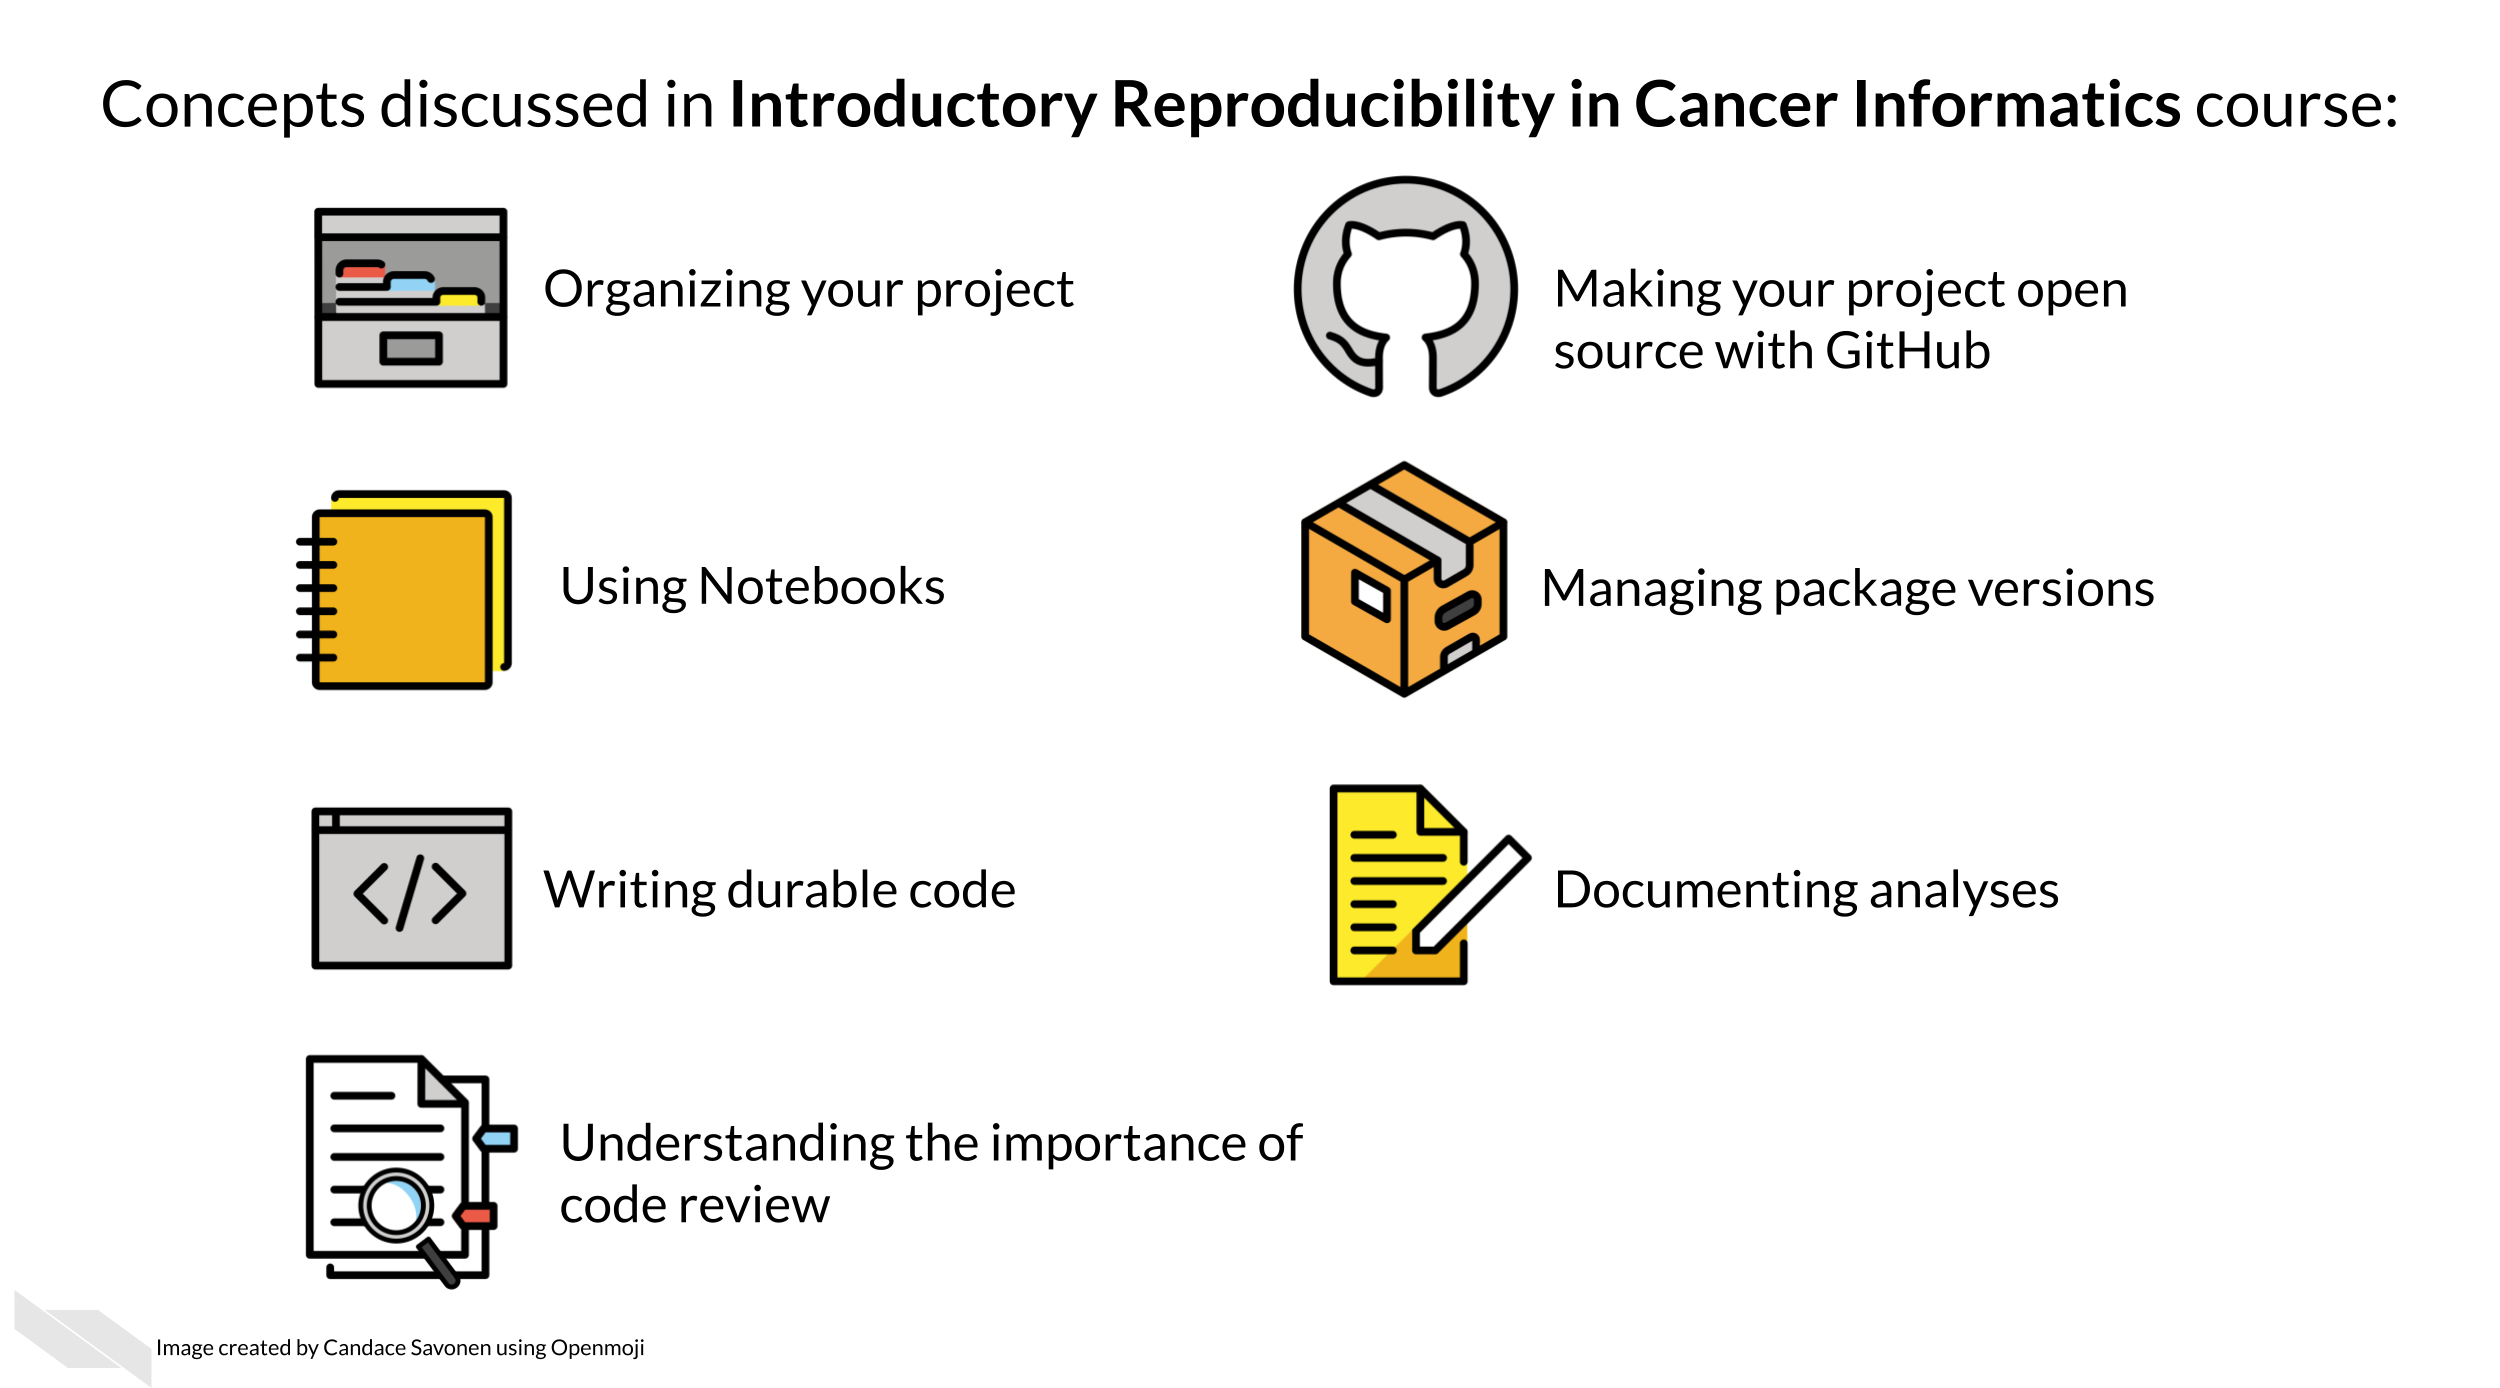 Concepts discussed in Introductory Reproducibility in Cancer Informatics course:
Organizing your project
Making your project open
source with GitHub
Using Notebooks
Managing package versions
Writing durable code
Documenting analyses
Understanding the importance of
code review
Image created by Candace Savonen using Openmoji